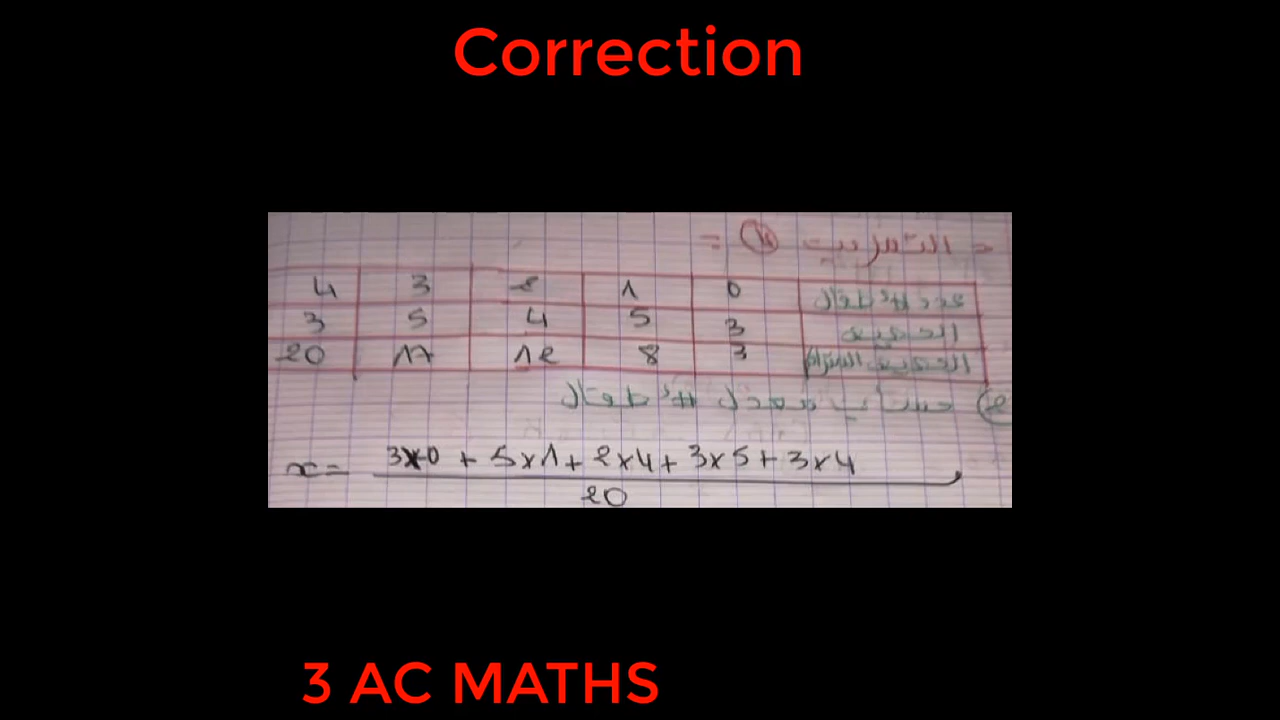 Correction
التمرين 16 =
عدد الأطفال 0 1 2 3 4
الحصيص 3 5 4 5 3
الحصيص المتراكم 3 8 12 17 20
2 حساب معدل الأطفال
x = 3x0 + 5x1 + 2x4 + 3x5 + 3x4
20
3 AC MATHS